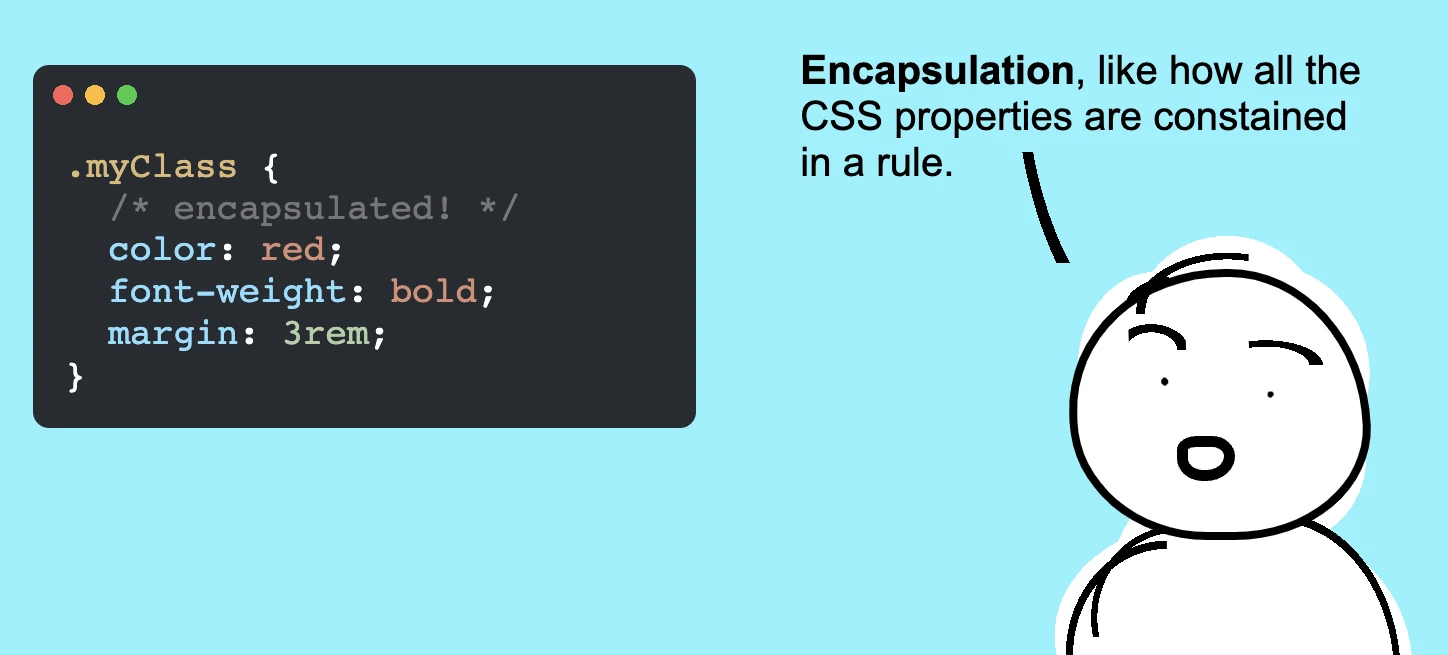 .myClass {
/* encapsulated! */
color: red;
font-weight: bold;
margin: 3rem;
}
Encapsulation, like how all the
CSS properties are constained
in a rule.